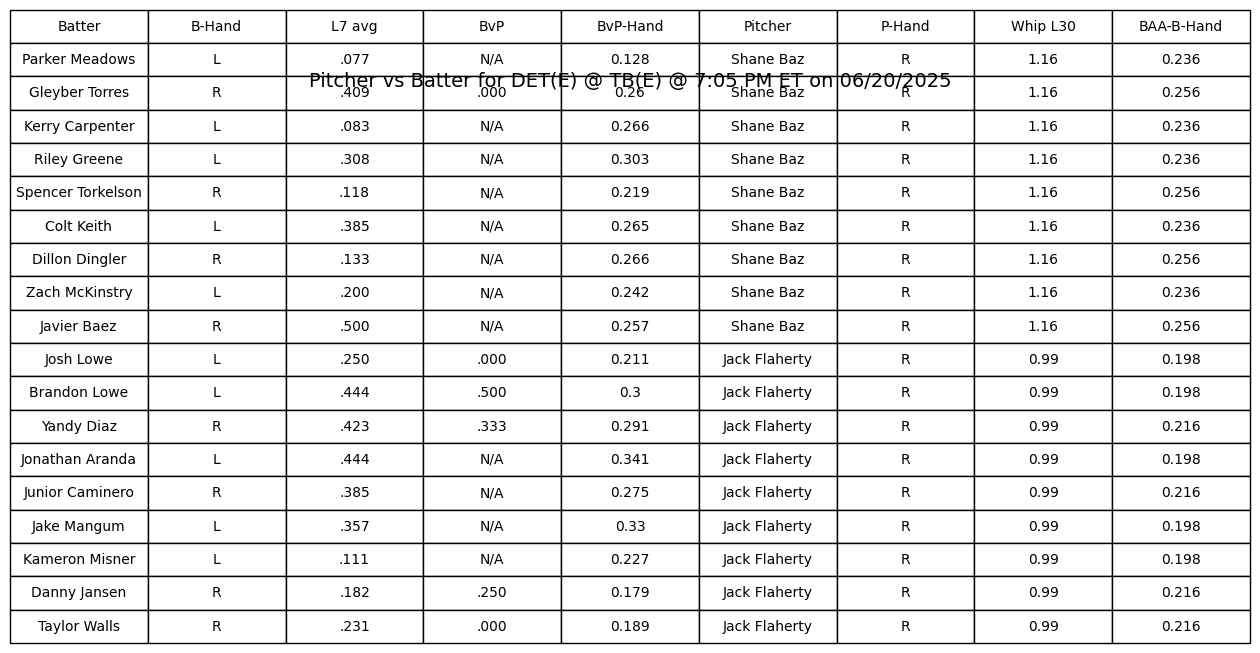 Batter B-Hand L7 avg BvP BvP-Hand Pitcher P-Hand Whip L30 BAA-B-Hand
Parker Meadows L .077 N/A 0.128 Shane Baz R 1.16 0.236
Pitcher vs Batter for DET(E) @ TB(E) @ 7:05 PM ET on 06/20/2025
Gleyber Torres R .409 .000 0.26 Shane Baz R 1.16 0.256
Kerry Carpenter L .083 N/A 0.266 Shane Baz R 1.16 0.236
Riley Greene L .308 N/A 0.303 Shane Baz R 1.16 0.236
Spencer Torkelson R .118 N/A 0.219 Shane Baz R 1.16 0.256
Colt Keith L .385 N/A 0.265 Shane Baz R 1.16 0.236
Dillon Dingler R .133 N/A 0.266 Shane Baz R 1.16 0.256
Zach McKinstry L .200 N/A 0.242 Shane Baz R 1.16 0.236
Javier Baez R .500 N/A 0.257 Shane Baz R 1.16 0.256
Josh Lowe L .250 .000 0.211 Jack Flaherty R 0.99 0.198
Brandon Lowe L .444 .500 0.3 Jack Flaherty R 0.99 0.198
Yandy Diaz R .423 .333 0.291 Jack Flaherty R 0.99 0.216
Jonathan Aranda L .444 N/A 0.341 Jack Flaherty R 0.99 0.198
Junior Caminero R .385 N/A 0.275 Jack Flaherty R 0.99 0.216
Jake Mangum L .357 N/A 0.33 Jack Flaherty R 0.99 0.198
Kameron Misner L .111 N/A 0.227 Jack Flaherty R 0.99 0.198
Danny Jansen R .182 .250 0.179 Jack Flaherty R 0.99 0.216
Taylor Walls R .231 .000 0.189 Jack Flaherty R 0.99 0.216